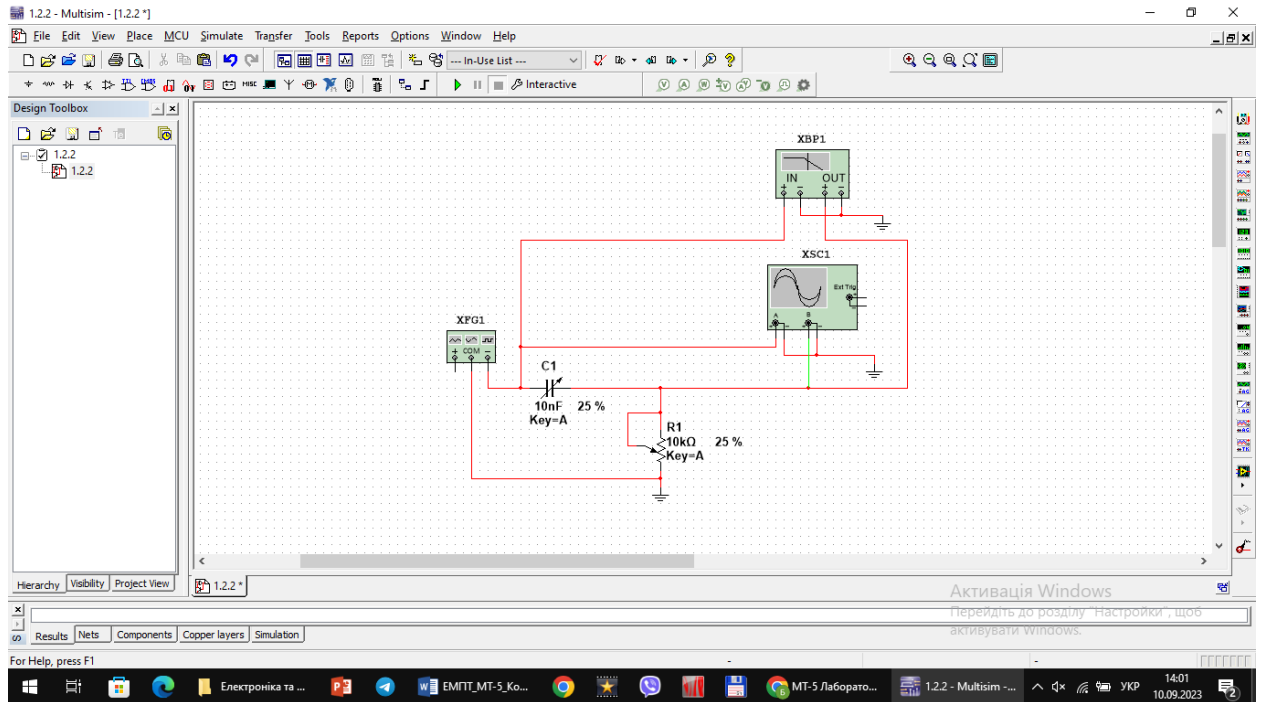 1.2.2 - Multisim - [1.2.2 *]
File Edit View Place MCU Simulate Transfer Tools Reports Options Window Help
--- In-Use List ---
Interactive
Design Toolbox
1.2.2
1.2.2
XBP1
IN OUT
XSC1
Ext Trig
A B
XFG1
COM
C1
10nF 25 %
Key=A
R1
10kΩ 25 %
Key=A
Hierarchy Visibility Project View
1.2.2 *
Активація Windows
Перейдіть до розділу "Настройки", щоб
активувати Windows.
Results Nets Components Copper layers Simulation
For Help, press F1
- -
Електроніка та ...
ЕМПТ_МТ-5_Ко...
МТ-5 Лаборато...
1.2.2 - Multisim -...
УКР
14:01
10.09.2023
2